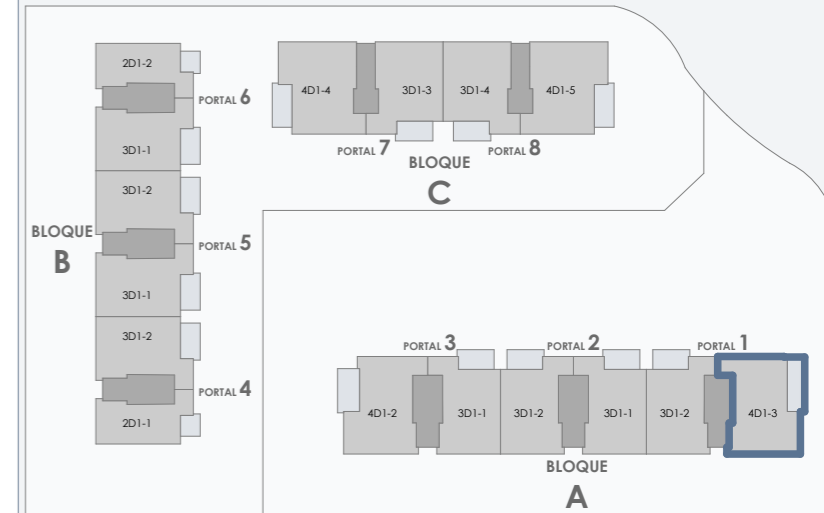 2D1-2
PORTAL 6
3D1-1
3D1-2
BLOQUE
B
PORTAL 5
3D1-1
3D1-2
PORTAL 4
2D1-1
4D1-4
3D1-3
3D1-4
4D1-5
PORTAL 7
PORTAL 8
BLOQUE
C
PORTAL 3
PORTAL 2
PORTAL 1
4D1-2
3D1-1
3D1-2
3D1-1
3D1-2
4D1-3
BLOQUE
A